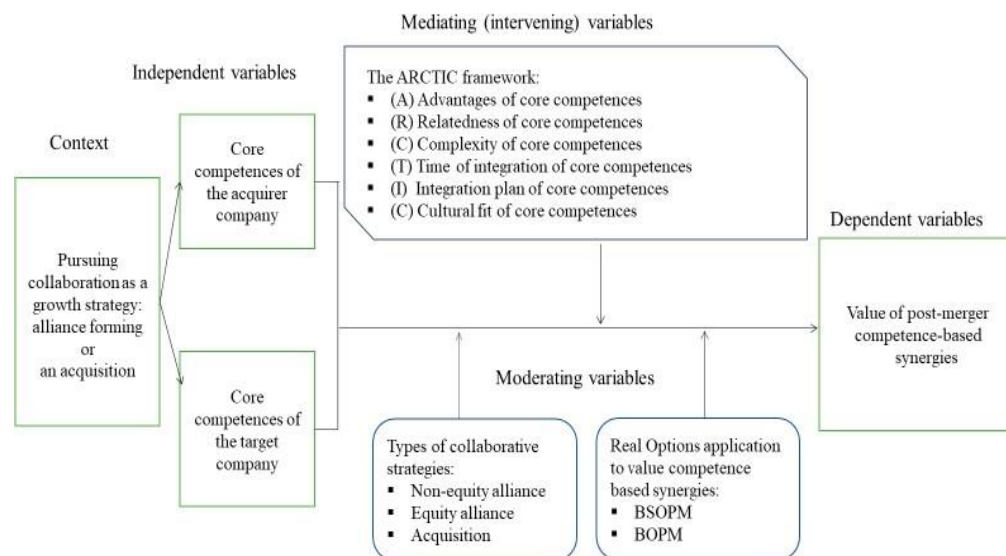 Mediating (intervening) variables
Independent variables
The ARCTIC framework:
▪ (A) Advantages of core competences
▪ (R) Relatedness of core competences
▪ (C) Complexity of core competences
▪ (T) Time of integration of core competences
▪ (I) Integration plan of core competences
▪ (C) Cultural fit of core competences
Context
Core
competences of
the acquirer
company
Dependent variables
Pursuing
collaboration as a
growth strategy:
alliance forming
or
an acquisition
Value of post-merger
competence-based
synergies
Core
competences of
the target
company
Moderating variables
Types of collaborative
strategies:
▪ Non-equity alliance
▪ Equity alliance
▪ Acquisition
Real Options application
to value competence
based synergies:
▪ BSOPM
▪ BOPM